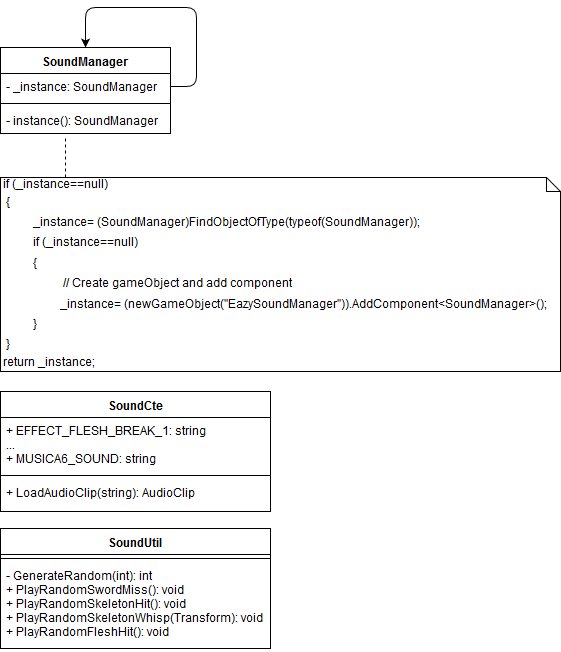 SoundManager
- _instance: SoundManager
- instance(): SoundManager
if (_instance==null)
{
_instance= (SoundManager)FindObjectOfType(typeof(SoundManager));
if (_instance==null)
{
// Create gameObject and add component
_instance= (newGameObject("EazySoundManager")).AddComponent<SoundManager>();
}
}
return _instance;
SoundCte
+ EFFECT_FLESH_BREAK_1: string
...
+ MUSICA6_SOUND: string
+ LoadAudioClip(string): AudioClip
SoundUtil
- GenerateRandom(int): int
+ PlayRandomSwordMiss(): void
+ PlayRandomSkeletonHit(): void
+ PlayRandomSkeletonWhisp(Transform): void
+ PlayRandomFleshHit(): void